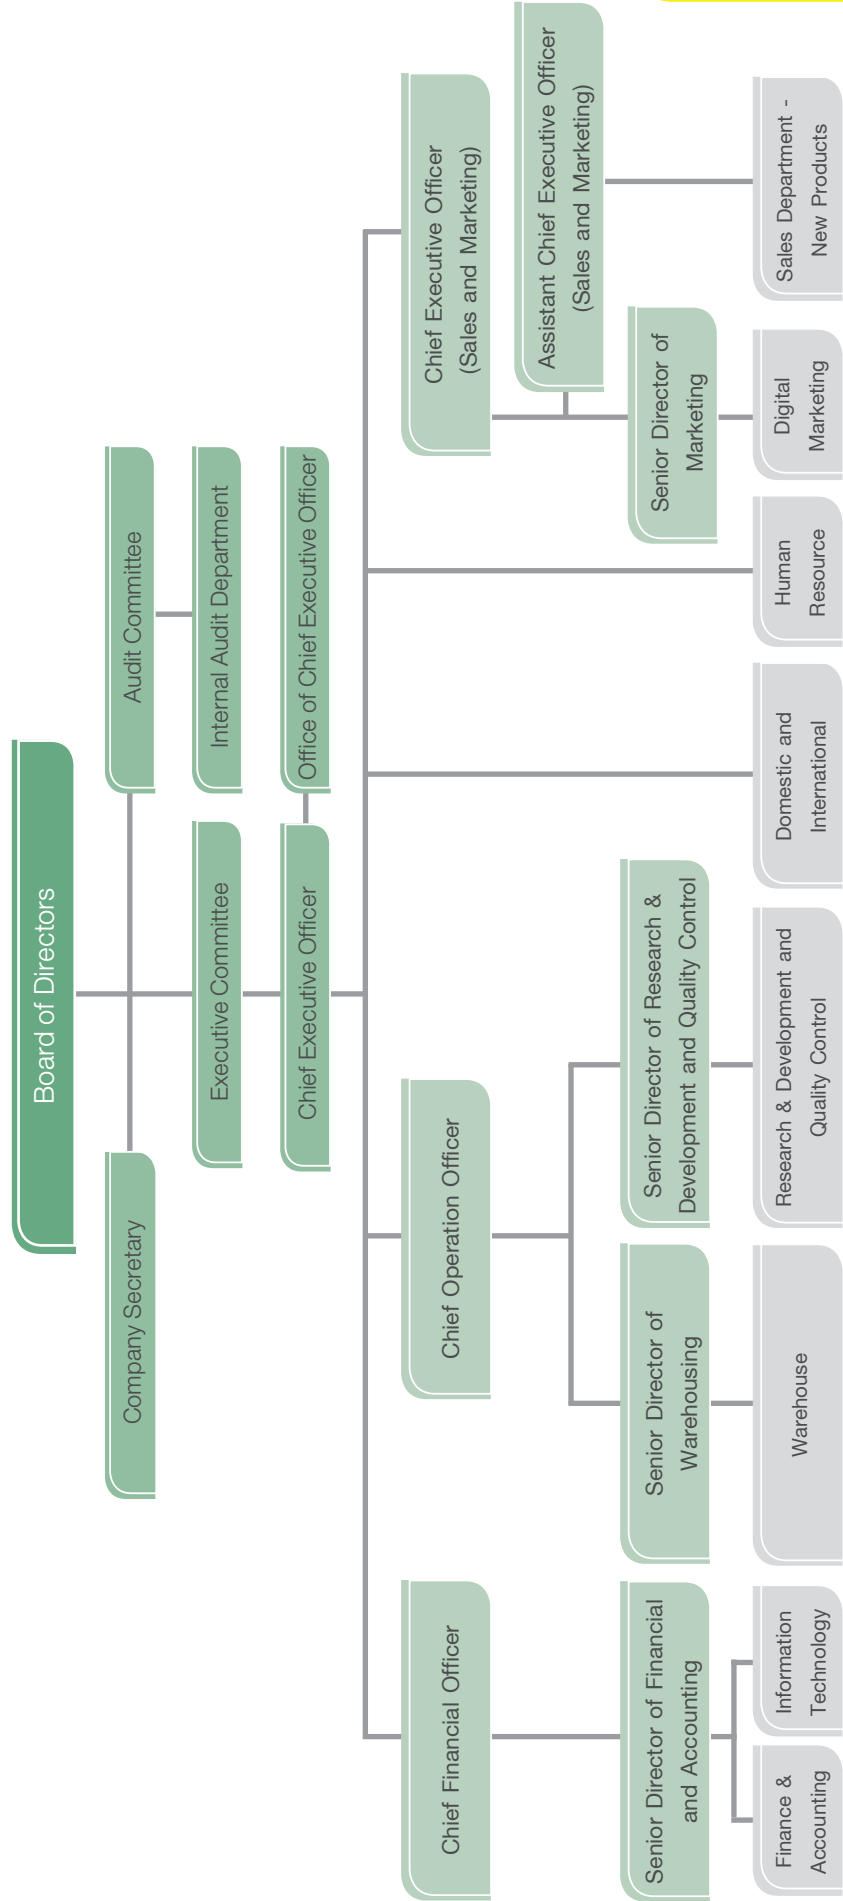 Board of Directors
Company Secretary
Audit Committee
Executive Committee
Internal Audit Department
Chief Executive Officer
Office of Chief Executive Officer
Chief Financial Officer
Chief Operation Officer
Chief Executive Officer
(Sales and Marketing)
Assistant Chief Executive Officer
(Sales and Marketing)
Senior Director of Financial
and Accounting
Senior Director of
Warehousing
Senior Director of Research &
Development and Quality Control
Senior Director of
Marketing
Finance &
Accounting
Information
Technology
Warehouse
Research & Development and
Quality Control
Domestic and
International
Human
Resource
Digital
Marketing
Sales Department -
New Products